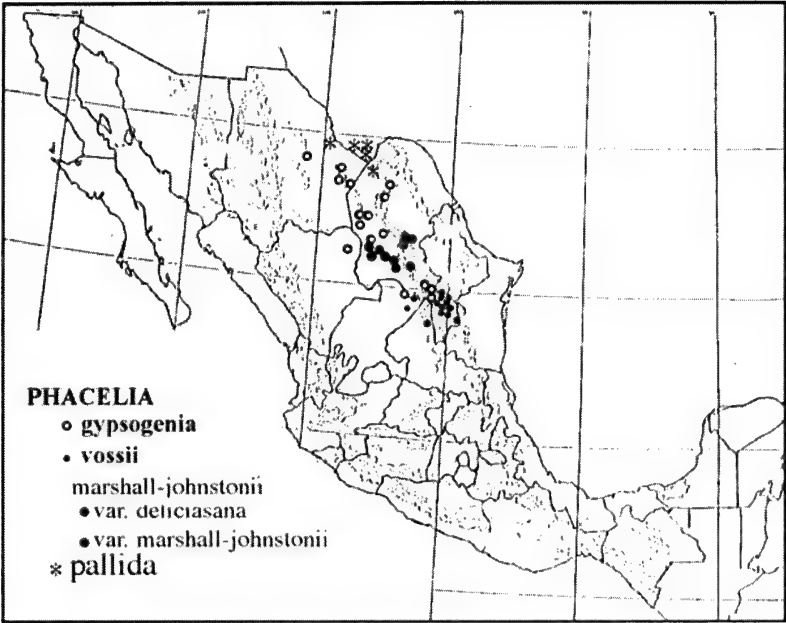 PHACELIA
gypsogenia
vossii
marshall-johnstonii
var. deliciasana
var. marshall-johnstonii
* pallida